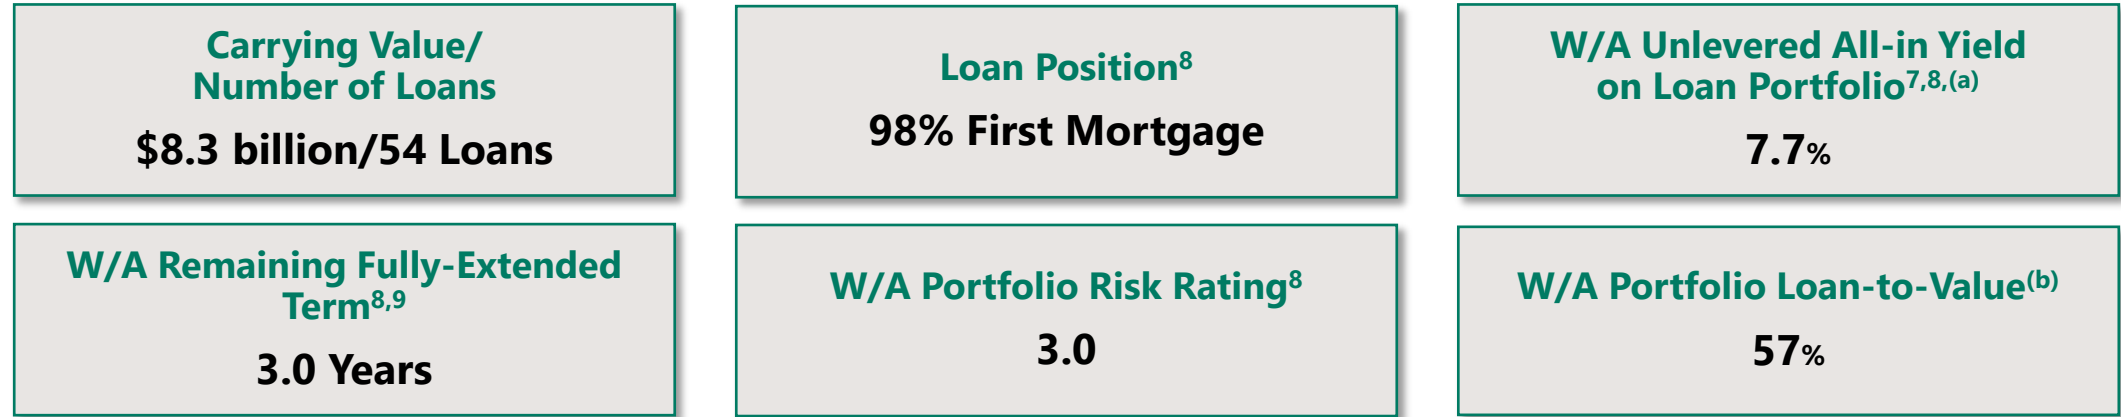 Carrying Value/
Number of Loans
$8.3 billion/54 Loans
Loan Position8
98% First Mortgage
W/A Unlevered All-in Yield
on Loan Portfolio7,8,(a)
7.7%
W/A Remaining Fully-Extended
Term8,9
3.0 Years
W/A Portfolio Risk Rating8
3.0
W/A Portfolio Loan-to-Value(b)
57%